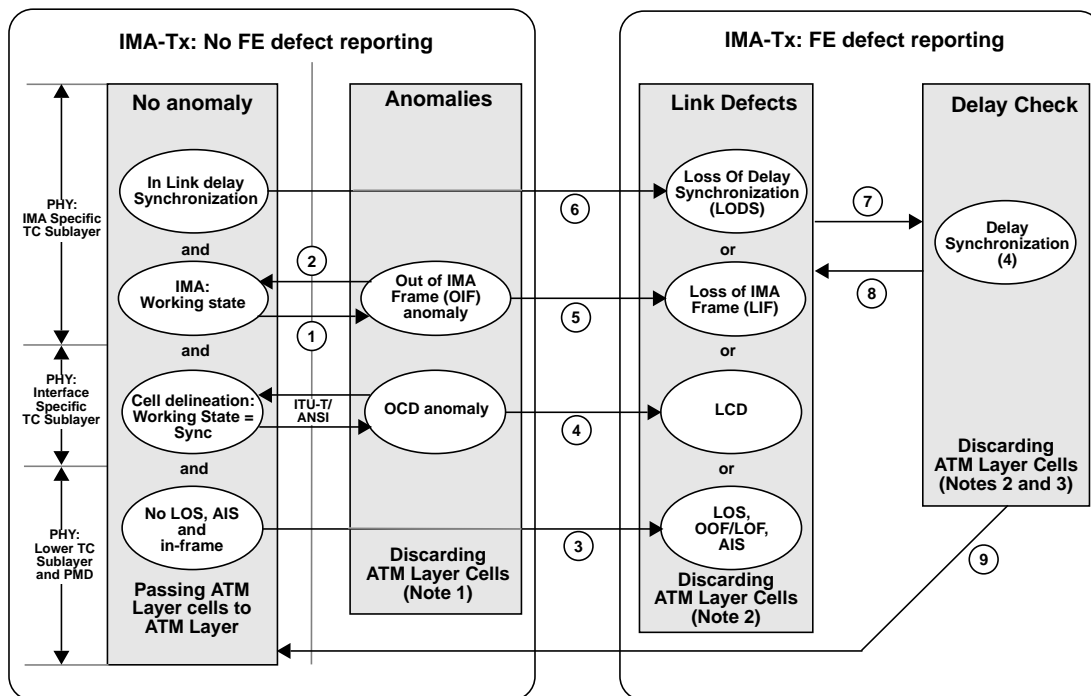 IMA-Tx: No FE defect reporting
IMA-Tx: FE defect reporting
No anomaly
Anomalies
Link Defects
Delay Check
PHY:
IMA Specific
TC Sublayer
In Link delay
Synchronization
and
IMA:
Working state
and
2
1
Out of IMA
Frame (OIF)
anomaly
6
5
Loss Of Delay
Synchronization
(LODS)
or
Loss of IMA
Frame (LIF)
or
7
8
Delay
Synchronization
(4)
PHY:
Interface
Specific
TC Sublayer
Cell delineation:
Working State =
Sync
and
ITU-T/
ANSI
OCD anomaly
4
LCD
or
Discarding
ATM Layer Cells
(Notes 2 and 3)
PHY:
Lower TC
Sublayer
and PMD
No LOS, AIS
and
in-frame
Passing ATM
Layer cells to
ATM Layer
Discarding
ATM Layer Cells
(Note 1)
3
LOS,
OOF/LOF,
AIS
Discarding
ATM Layer Cells
(Note 2)
9